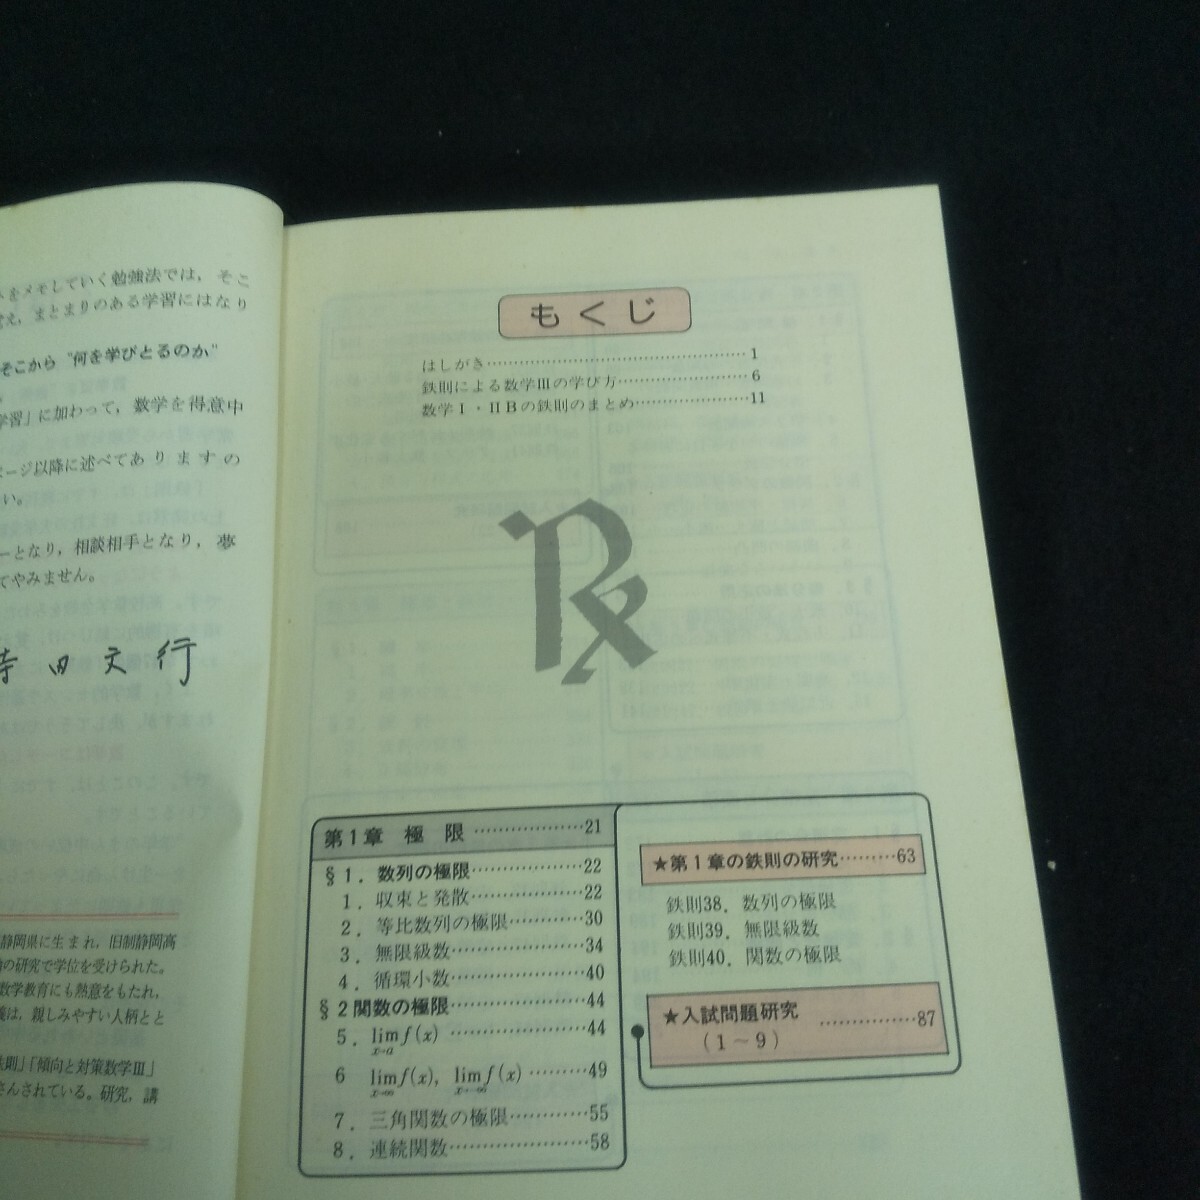 をメモしていく勉強法では，そこ
え，まとまりのある学習にはなり
そこから“何を学びとるのか”
学習」に加わって，数学を得意中
ページ以降に述べてありますの
い。
ーとなり，相談相手となり，夢
てやみません。
寺田文行
静岡県に生まれ，旧制静岡高
の研究で学位を受けられた。
数学教育にも熱意をもたれ，
義は，親しみやすい人柄とと
鉄則」「傾向と対策数学Ⅲ」
さんされている。研究，講
もくじ
はしがき……………………………………1
鉄則による数学Ⅲの学び方…………………6
数学Ⅰ・ⅡBの鉄則のまとめ………………11
Rx
第1章 極 限 ………………21
§1．数列の極限………………22
1．収束と発散………………22
2．等比数列の極限…………30
3．無限級数…………………34
4．循環小数…………………40
§2関数の極限…………………44
5．lim f(x) …………………44
x→a
6 lim f(x)，lim f(x) ………49
x→∞ x→−∞
7．三角関数の極限…………55
8．連続関数…………………58
★第1章の鉄則の研究………63
鉄則38．数列の極限
鉄則39．無限級数
鉄則40．関数の極限
★入試問題研究 ……………87
(1～9)